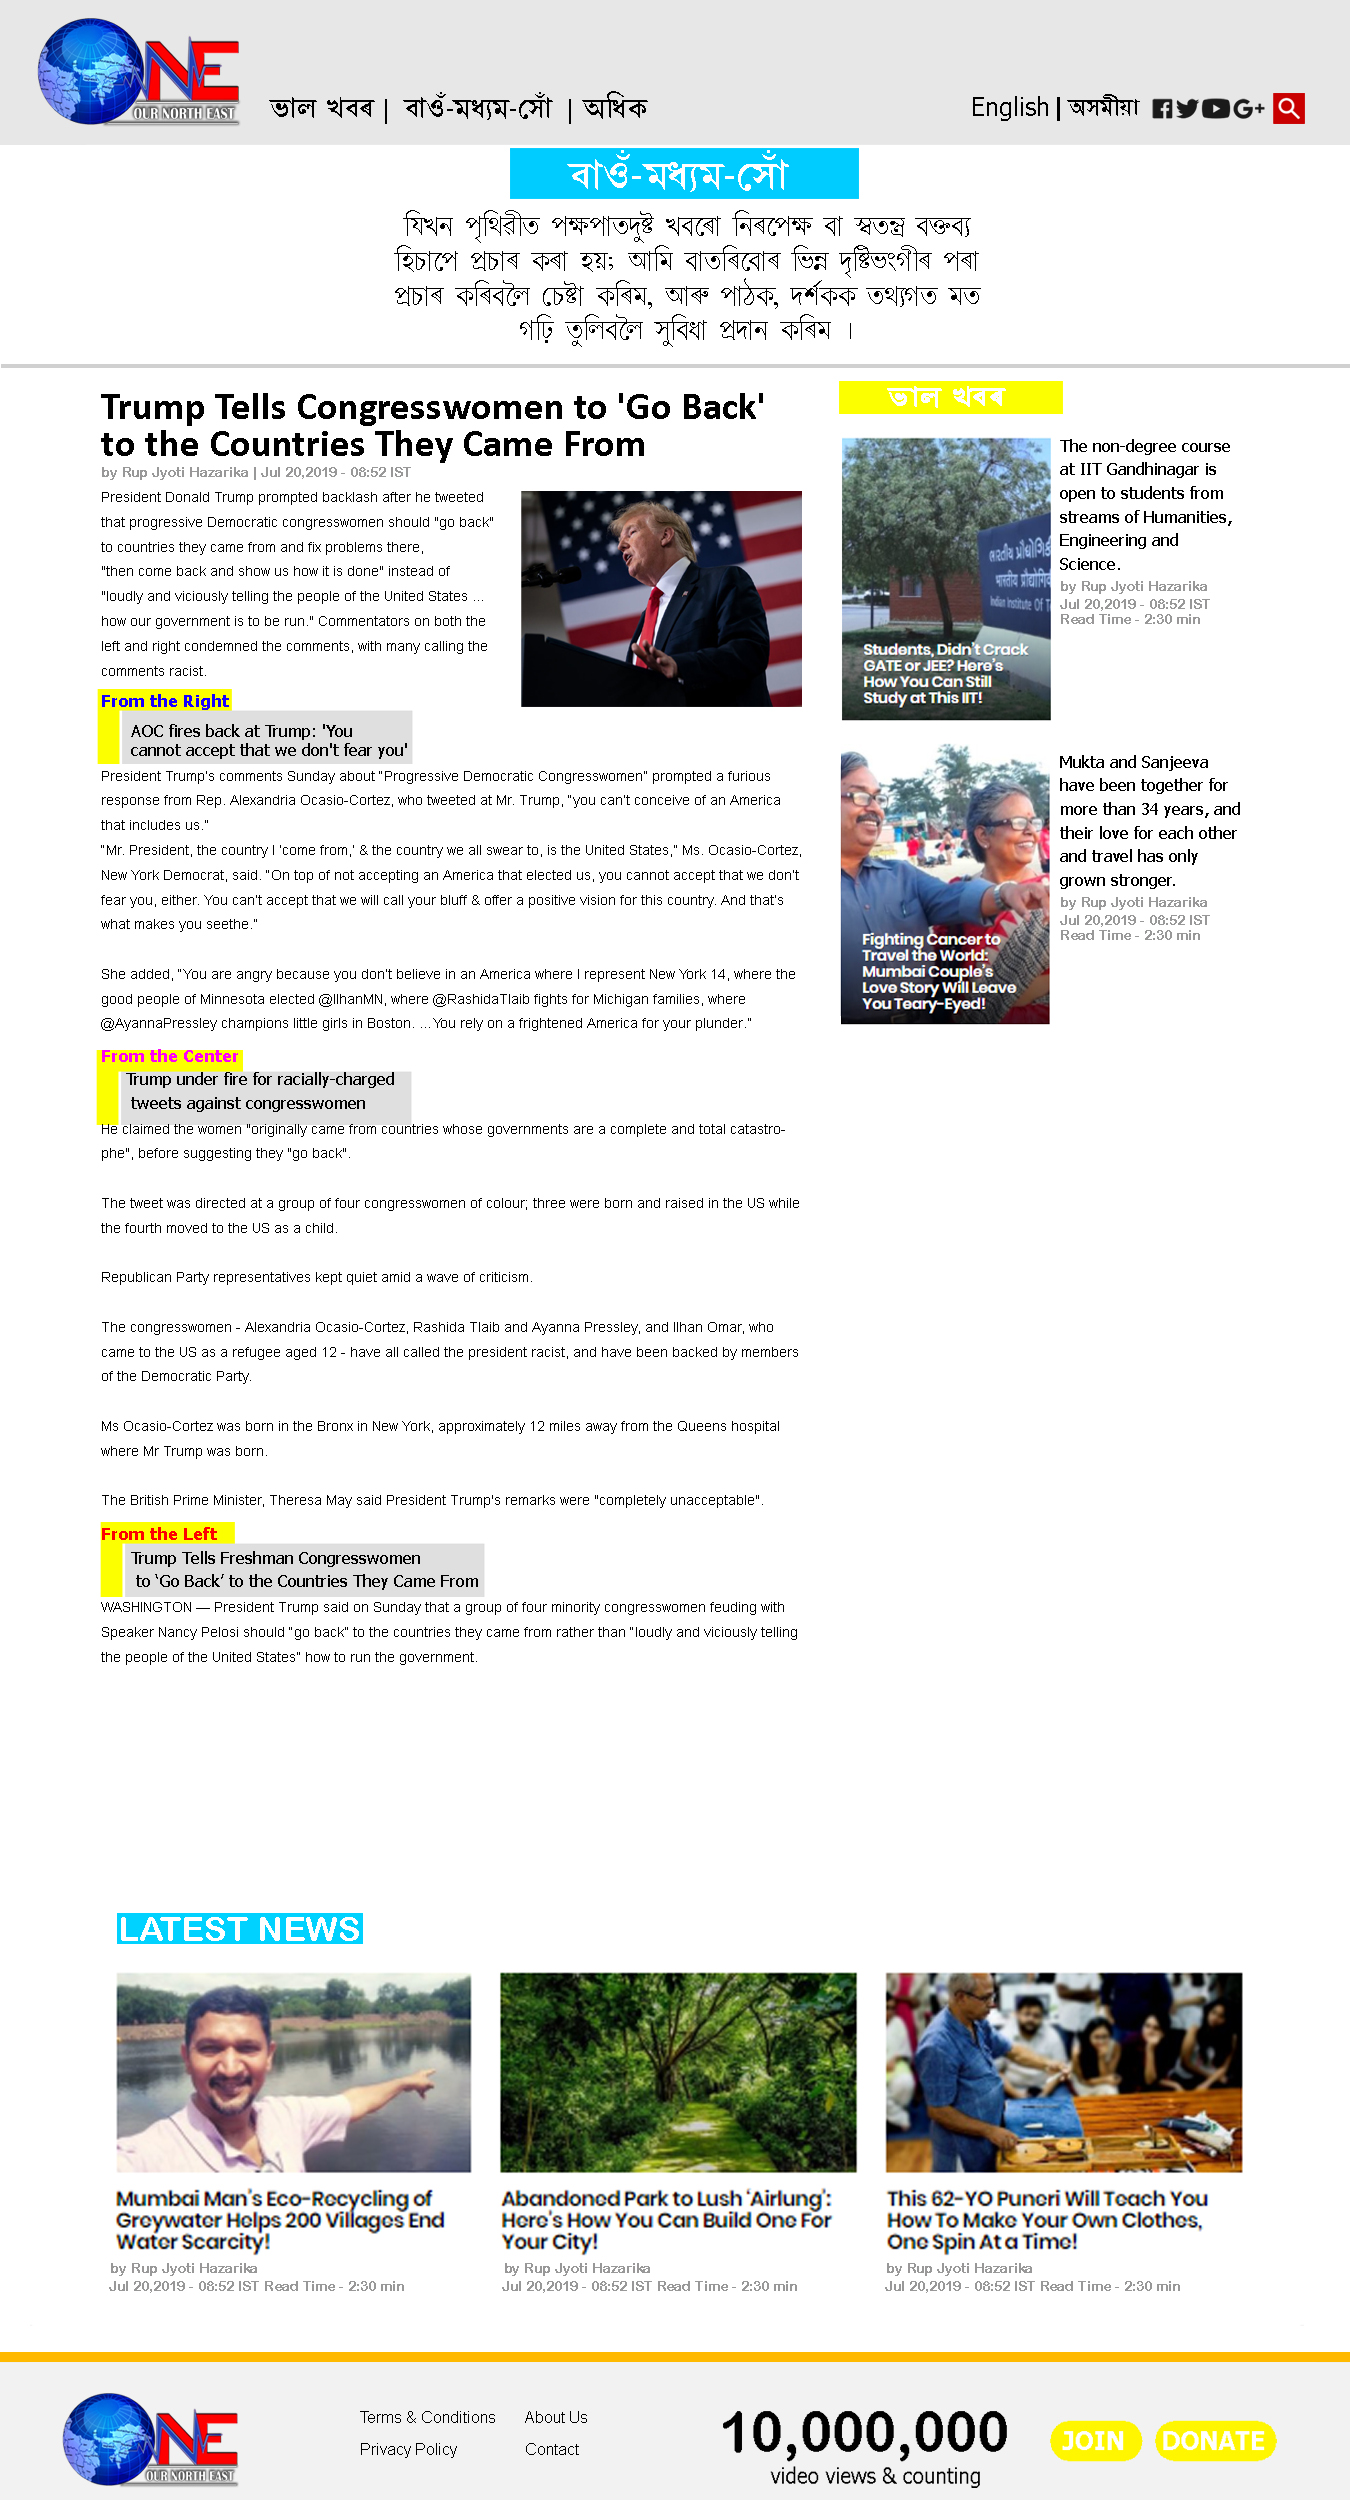 ONE
OUR NORTH EAST
ভাল খবৰ | বাওঁ-মধ্যম-সোঁ | অধিক
English | অসমীয়া
বাওঁ-মধ্যম-সোঁ
যিখন পৃথিৱীত পক্ষপাতদুষ্ট খবৰো নিৰপেক্ষ বা স্বতন্ত্ৰ বক্তব্য
হিচাপে প্ৰচাৰ কৰা হয়; আমি বাতৰিবোৰ ভিন্ন দৃষ্টিভংগীৰ পৰা
প্ৰচাৰ কৰিবলৈ চেষ্টা কৰিম, আৰু পাঠক, দৰ্শকক তথ্যগত মত
গঢ়ি তুলিবলৈ সুবিধা প্ৰদান কৰিম ।
Trump Tells Congresswomen to 'Go Back'
to the Countries They Came From
by Rup Jyoti Hazarika | Jul 20,2019 - 08:52 IST
President Donald Trump prompted backlash after he tweeted
that progressive Democratic congresswomen should "go back"
to countries they came from and fix problems there,
"then come back and show us how it is done" instead of
"loudly and viciously telling the people of the United States ...
how our government is to be run." Commentators on both the
left and right condemned the comments, with many calling the
comments racist.
From the Right
AOC fires back at Trump: 'You
cannot accept that we don't fear you'
President Trump's comments Sunday about “Progressive Democratic Congresswomen” prompted a furious
response from Rep. Alexandria Ocasio-Cortez, who tweeted at Mr. Trump, “you can't conceive of an America
that includes us.”
“Mr. President, the country I ‘come from,’ & the country we all swear to, is the United States,” Ms. Ocasio-Cortez,
New York Democrat, said. “On top of not accepting an America that elected us, you cannot accept that we don't
fear you, either. You can't accept that we will call your bluff & offer a positive vision for this country. And that's
what makes you seethe.”
She added, “You are angry because you don't believe in an America where I represent New York 14, where the
good people of Minnesota elected @IlhanMN, where @RashidaTlaib fights for Michigan families, where
@AyannaPressley champions little girls in Boston. ...You rely on a frightened America for your plunder.”
From the Center
Trump under fire for racially-charged
tweets against congresswomen
He claimed the women "originally came from countries whose governments are a complete and total catastro-
phe", before suggesting they "go back".
The tweet was directed at a group of four congresswomen of colour; three were born and raised in the US while
the fourth moved to the US as a child.
Republican Party representatives kept quiet amid a wave of criticism.
The congresswomen - Alexandria Ocasio-Cortez, Rashida Tlaib and Ayanna Pressley, and Ilhan Omar, who
came to the US as a refugee aged 12 - have all called the president racist, and have been backed by members
of the Democratic Party.
Ms Ocasio-Cortez was born in the Bronx in New York, approximately 12 miles away from the Queens hospital
where Mr Trump was born.
The British Prime Minister, Theresa May said President Trump's remarks were "completely unacceptable".
From the Left
Trump Tells Freshman Congresswomen
to ‘Go Back’ to the Countries They Came From
WASHINGTON — President Trump said on Sunday that a group of four minority congresswomen feuding with
Speaker Nancy Pelosi should “go back” to the countries they came from rather than “loudly and viciously telling
the people of the United States” how to run the government.
ভাল খবৰ
भारतीय प्रौद्योगिकी
भारतीय प्रौद्योगि
Indian Institute Of T
Students, Didn't Crack
GATE or JEE? Here's
How You Can Still
Study at This IIT!
The non-degree course
at IIT Gandhinagar is
open to students from
streams of Humanities,
Engineering and
Science.
by Rup Jyoti Hazarika
Jul 20,2019 - 08:52 IST
Read Time - 2:30 min
Fighting Cancer to
Travel the World:
Mumbai Couple's
Love Story Will Leave
You Teary-Eyed!
Mukta and Sanjeeva
have been together for
more than 34 years, and
their love for each other
and travel has only
grown stronger.
by Rup Jyoti Hazarika
Jul 20,2019 - 08:52 IST
Read Time - 2:30 min
LATEST NEWS
Mumbai Man's Eco-Recycling of
Greywater Helps 200 Villages End
Water Scarcity!
by Rup Jyoti Hazarika
Jul 20,2019 - 08:52 IST Read Time - 2:30 min
Abandoned Park to Lush ‘Airlung’:
Here's How You Can Build One For
Your City!
by Rup Jyoti Hazarika
Jul 20,2019 - 08:52 IST Read Time - 2:30 min
This 62-YO Puneri Will Teach You
How To Make Your Own Clothes,
One Spin At a Time!
by Rup Jyoti Hazarika
Jul 20,2019 - 08:52 IST Read Time - 2:30 min
ONE
OUR NORTH EAST
Terms & Conditions
About Us
Privacy Policy
Contact
10,000,000
video views & counting
JOIN
DONATE